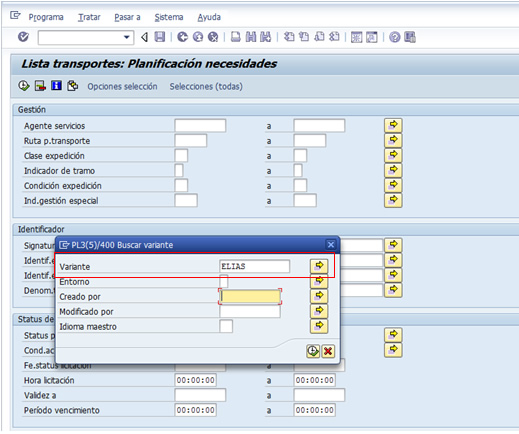 Programa Tratar Pasar a Sistema Ayuda
Lista transportes: Planificación necesidades
Opciones selección Selecciones (todas)
Gestión
Agente servicios a
Ruta p.transporte a
Clase expedición a
Indicador de tramo a
Condición expedición a
Ind.gestión especial a
Identificador
Signatur
Identif.e
Identif.e
Denom.
PL3(5)/400 Buscar variante
Variante ELIAS
Entorno
Creado por
Modificado por
Idioma maestro
Status de
Status p
Cond.ac
Fe.status licitación a
Hora licitación 00:00:00 a 00:00:00
Validez a a
Período vencimiento 00:00:00 a 00:00:00